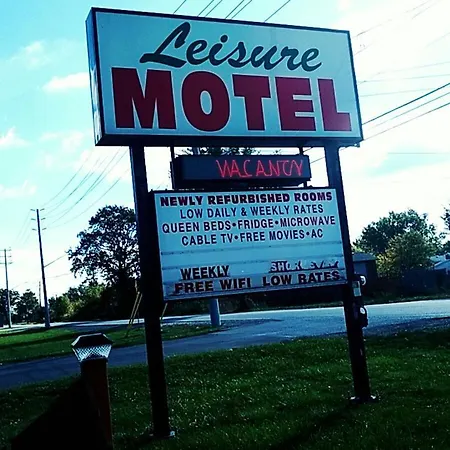 Leisure
MOTEL
VACANCY
NEWLY REFURBISHED ROOMS
LOW DAILY & WEEKLY RATES
QUEEN BEDS•FRIDGE•MICROWAVE
CABLE TV•FREE MOVIES•AC
WEEKLY
FREE WIFI LOW RATES